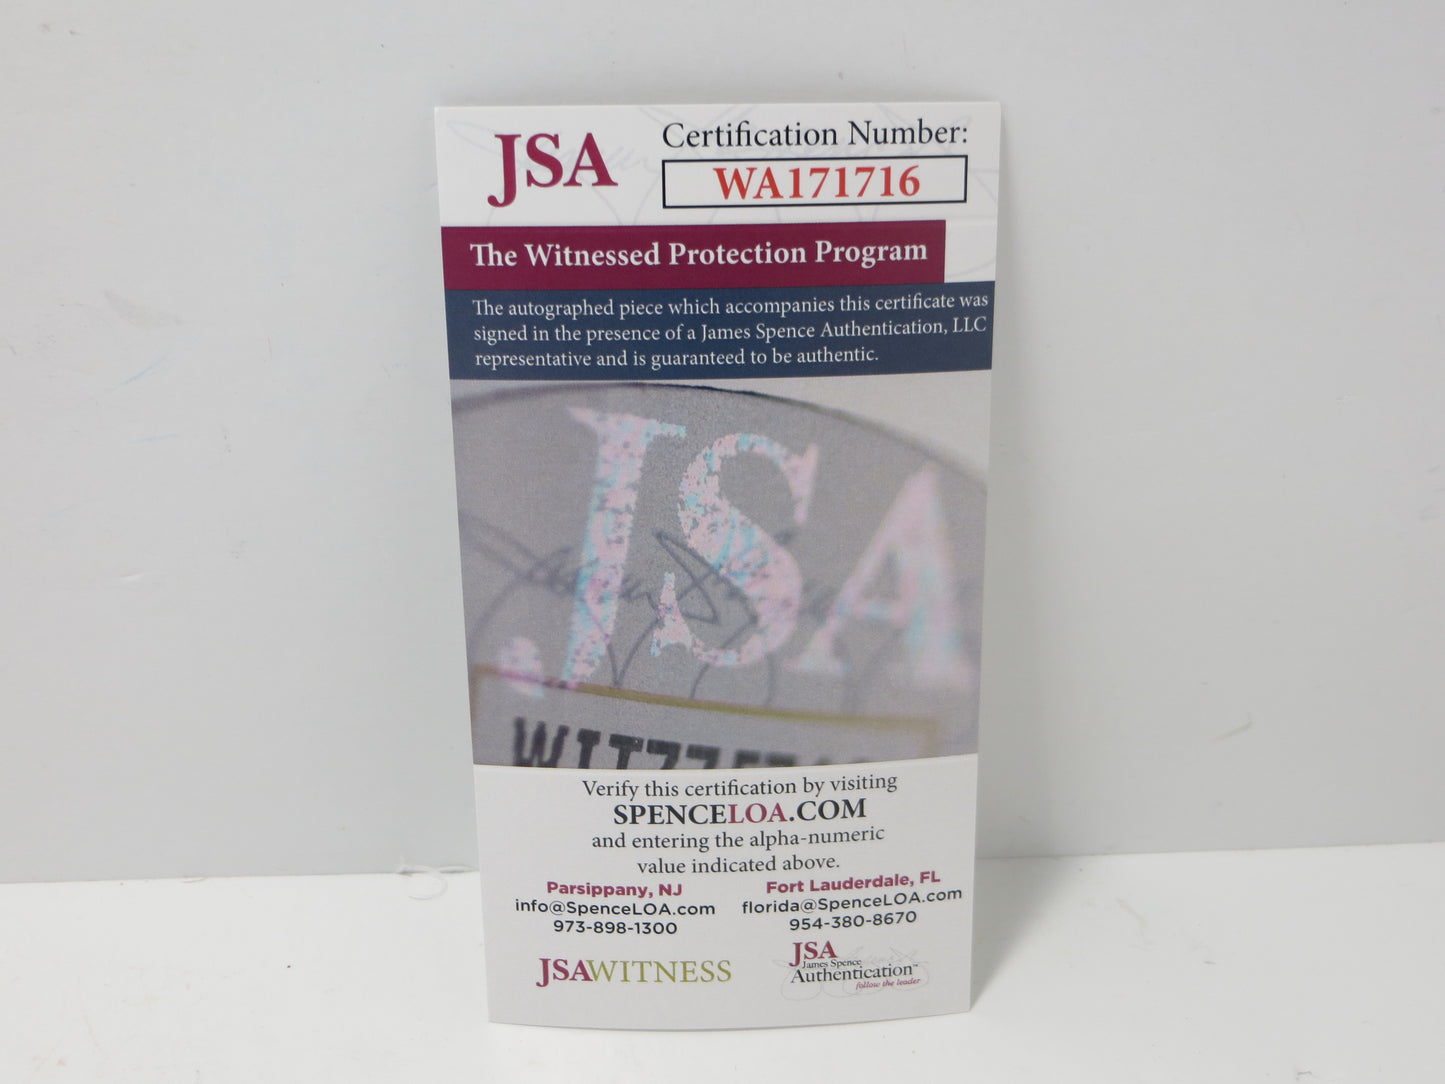 JSA
Certification Number:
WA171716
The Witnessed Protection Program
The autographed piece which accompanies this certificate was
signed in the presence of a James Spence Authentication, LLC
representative and is guaranteed to be authentic.
JSA
Verify this certification by visiting
SPENCELOA.COM
and entering the alpha-numeric
value indicated above.
Parsippany, NJ
info@SpenceLOA.com
973-898-1300
Fort Lauderdale, FL
florida@SpenceLOA.com
954-380-8670
JSAWITNESS
JSA
James Spence
Authentication™
follow the leader